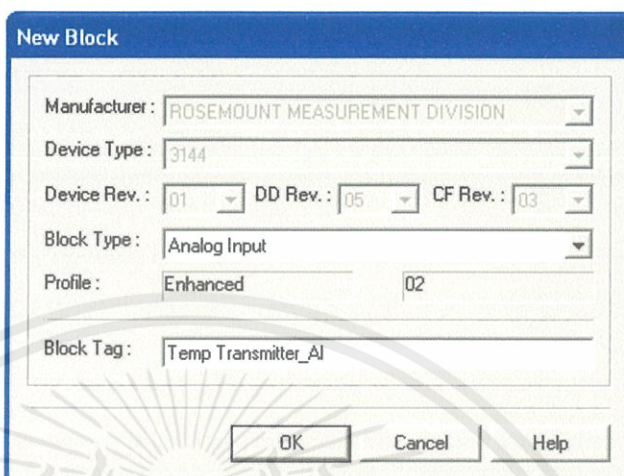 New Block
Manufacturer : ROSEMOUNT MEASUREMENT DIVISION
Device Type : 3144
Device Rev. : 01 DD Rev. : 05 CF Rev. : 03
Block Type : Analog Input
Profile : Enhanced 02
Block Tag : Temp Transmitter_AI
OK Cancel Help